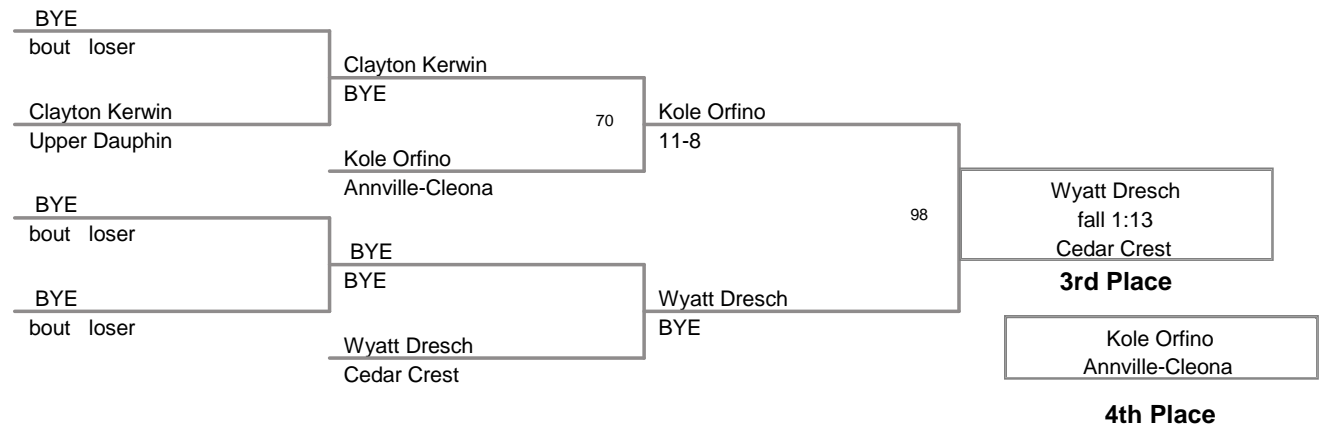 BYE
bout loser
Clayton Kerwin
Upper Dauphin
BYE
bout loser
BYE
bout loser
Clayton Kerwin
BYE
70
Kole Orfino
Annville-Cleona
BYE
BYE
Wyatt Dresch
Cedar Crest
Kole Orfino
11-8
98
Wyatt Dresch
BYE
Wyatt Dresch
fall 1:13
Cedar Crest
3rd Place
Kole Orfino
Annville-Cleona
4th Place